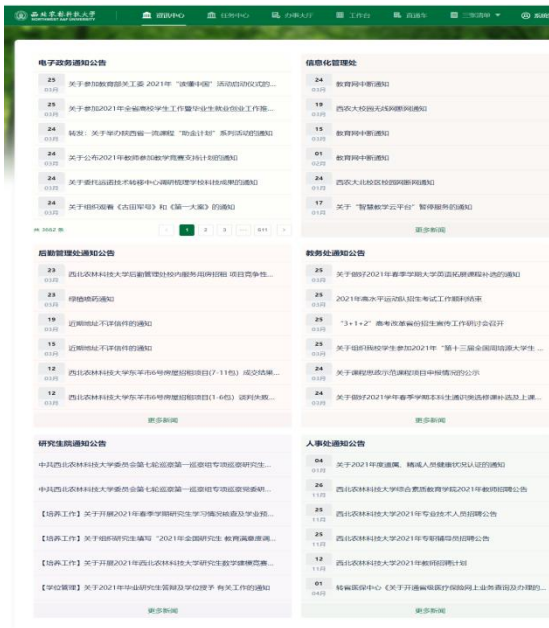 西北农林科技大学
NORTHWEST A&F UNIVERSITY
资讯中心
任务中心
办事大厅
工作台
直通车
三张清单
电子政务通知公告
25
03月
关于参加教育部关工委 2021年“读懂中国”活动启动仪式的...
25
03月
关于参加2021年全省高校学生工作暨毕业生就业创业工作推...
24
03月
转发：关于举办陕西省一流课程“助金计划”系列活动的通知
24
03月
关于公布2021年教师参加教学竞赛支持计划的通知
24
03月
关于委托运函技术转移中心调研梳理学校科技成果的通知
24
03月
关于组织观看《古田军号》和《第一大案》的通知
共 3662 条
1
2
3
...
611
信息化管理处
24
03月
教育网中断通知
19
03月
西农大校园无线网断网通知
15
03月
教育网中断通知
01
02月
教育网中断通知
24
01月
西农大北校区校园网断网通知
17
01月
关于“智慧教学云平台”暂停服务的通知
更多新闻
后勤管理处通知公告
23
03月
西北农林科技大学后勤管理处校内服务用房招租 项目竞争性...
23
03月
绿植喷药通知
19
03月
近期地址不详信件的通知
15
03月
近期地址不详信件的通知
12
03月
西北农林科技大学东平市6号房屋招租项目(7-11包) 成交结果...
12
03月
西北农林科技大学东平市6号房屋招租项目(1-6包) 谈判失败...
更多新闻
教务处通知公告
25
03月
关于做好2021年春季学期大学英语拓展课程补选的通知
25
03月
2021年高水平运动队招生考试工作顺利结束
25
03月
“3+1+2”高考改革省份招生宣传工作研讨会召开
25
03月
关于组织我校学生参加2021年“第十三届全国周培源大学生 ...
24
03月
关于课程思政示范课程项目申报情况的公示
24
03月
关于做好2021学年春季学期本科生通识类选修课补选及上课...
更多新闻
研究生院通知公告
中共西北农林科技大学委员会第七轮巡察第一巡察组专项巡察研究生...
中共西北农林科技大学委员会第七轮巡察第一巡察组专项巡察党委研...
【培养工作】关于开展2021年春季学期研究生学习情况核查及学业预...
【培养工作】关于组织研究生填写“2021年全国研究生 教育满意度调...
【培养工作】关于开展2021年西北农林科技大学研究生数学建模竞赛...
【学位管理】关于2021年毕业研究生答辩及学位授予 有关工作的通知
更多新闻
人事处通知公告
04
01月
关于2021年度遗属、精减人员健康状况认证的通知
26
11月
西北农林科技大学综合素质教育学院2021年教师招聘公告
25
11月
西北农林科技大学2021年专业技术人员招聘公告
25
11月
西北农林科技大学2021年专职辅导员招聘公告
12
11月
西北农林科技大学2021年教师招聘计划
01
04月
转省医保中心《关于开通省级医疗保险网上业务查询及办理的...
更多新闻